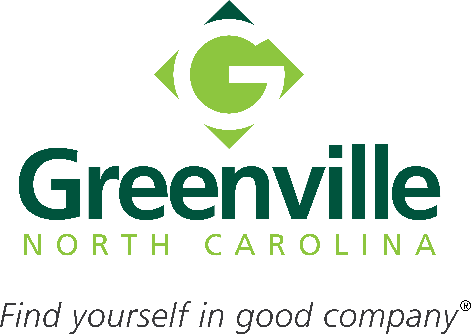 G
Greenville
NORTH CAROLINA
Find yourself in good company®